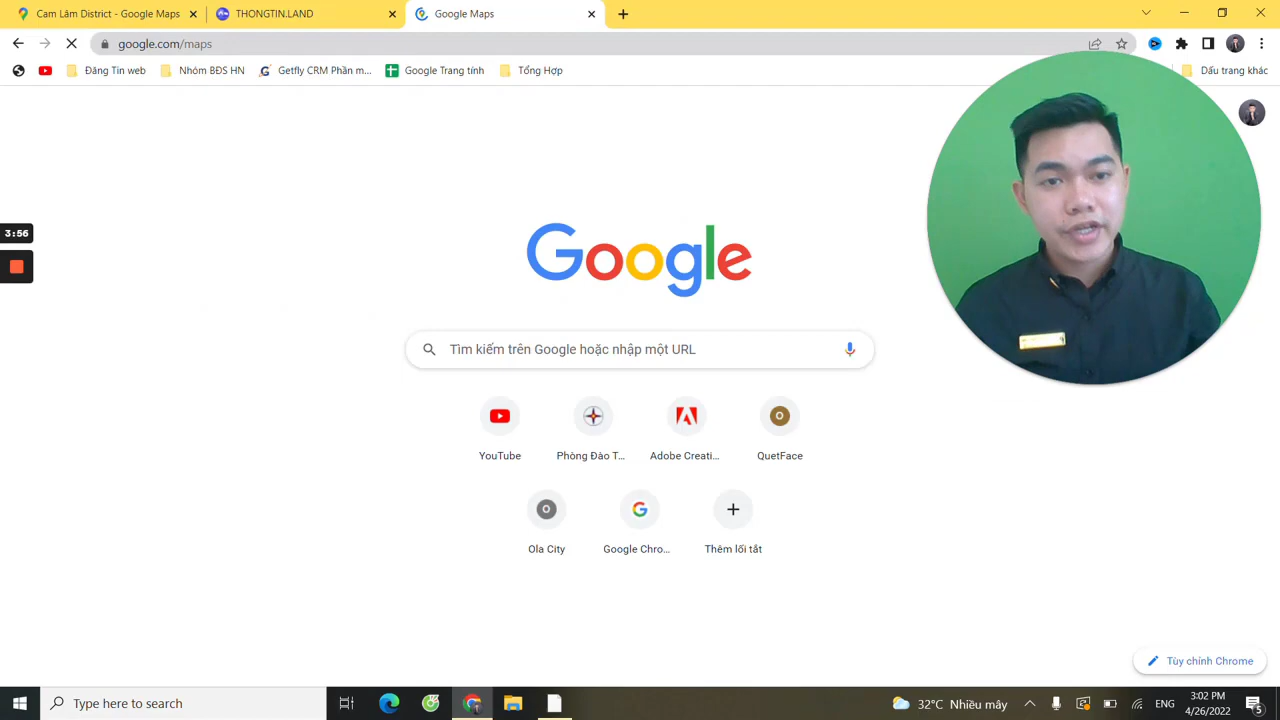 Cam Lâm District - Google Maps
THONGTIN.LAND
Google Maps
google.com/maps
Đăng Tin web
Nhóm BĐS HN
Getfly CRM Phần m...
Google Trang tính
Tổng Hợp
Dấu trang khác
3:56
Google
Tìm kiếm trên Google hoặc nhập một URL
YouTube
Phòng Đào T...
Adobe Creati...
O
QuetFace
O
Ola City
Google Chro...
Thêm lối tắt
Tùy chỉnh Chrome
Type here to search
32°C Nhiều mây
ENG
3:02 PM
4/26/2022
5